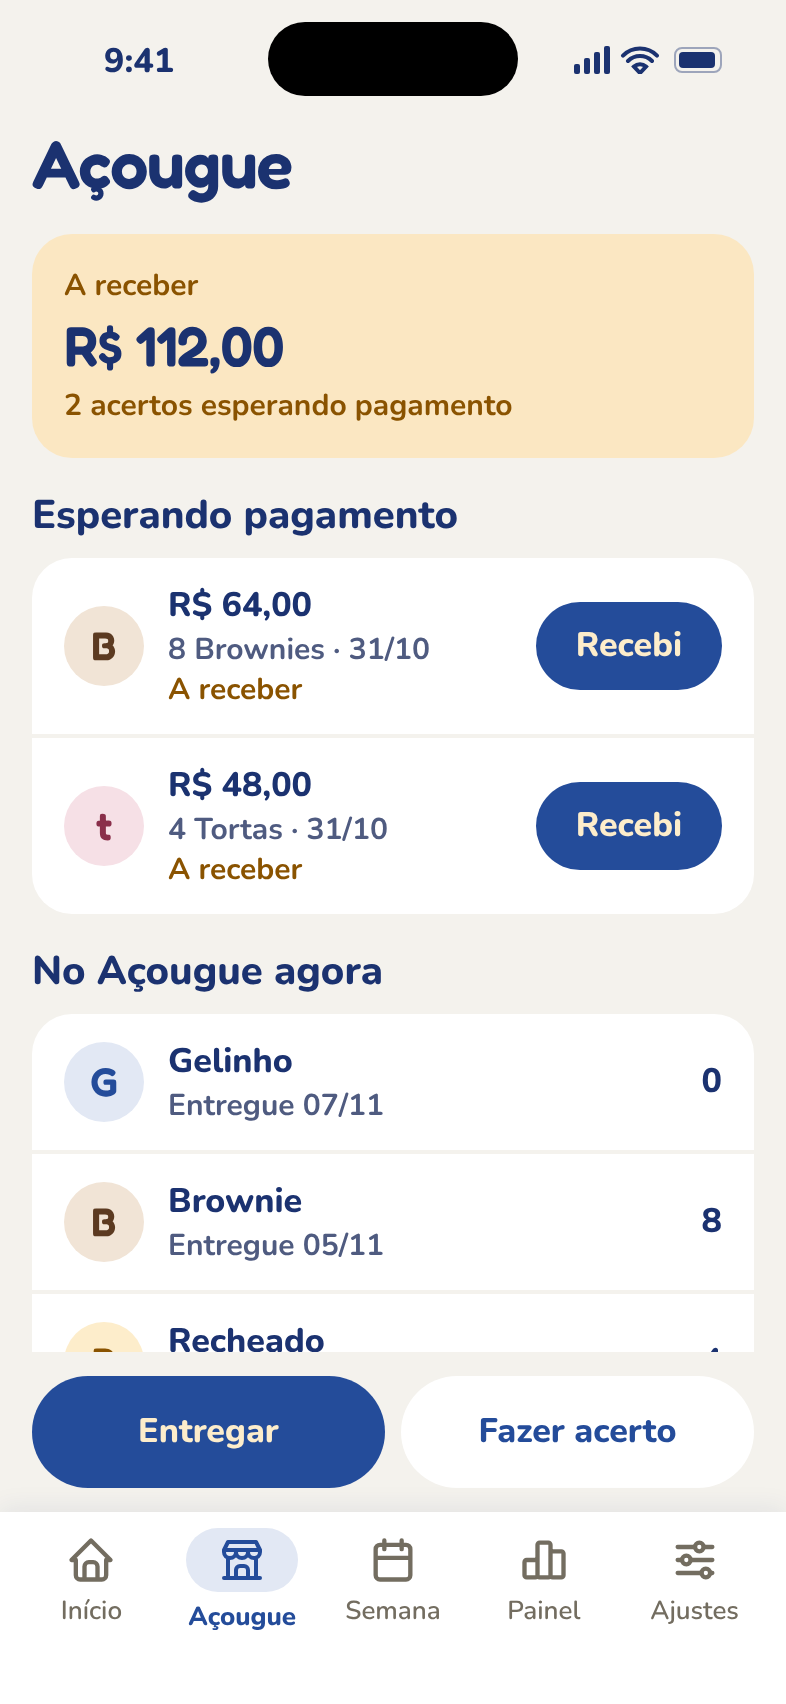 9:41
Açougue
A receber
R$ 112,00
2 acertos esperando pagamento
Esperando pagamento
B
R$ 64,00
8 Brownies · 31/10
A receber
Recebi
t
R$ 48,00
4 Tortas · 31/10
A receber
Recebi
No Açougue agora
G
Gelinho
Entregue 07/11
0
B
Brownie
Entregue 05/11
8
Recheado
Entregar
Fazer acerto
Início
Açougue
Semana
Painel
Ajustes